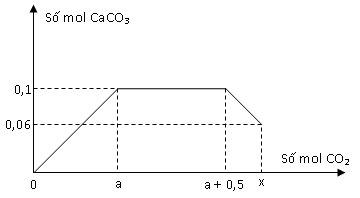 Số mol CaCO₃
0,1
0,06
Số mol CO₂
0
a
a + 0,5
x